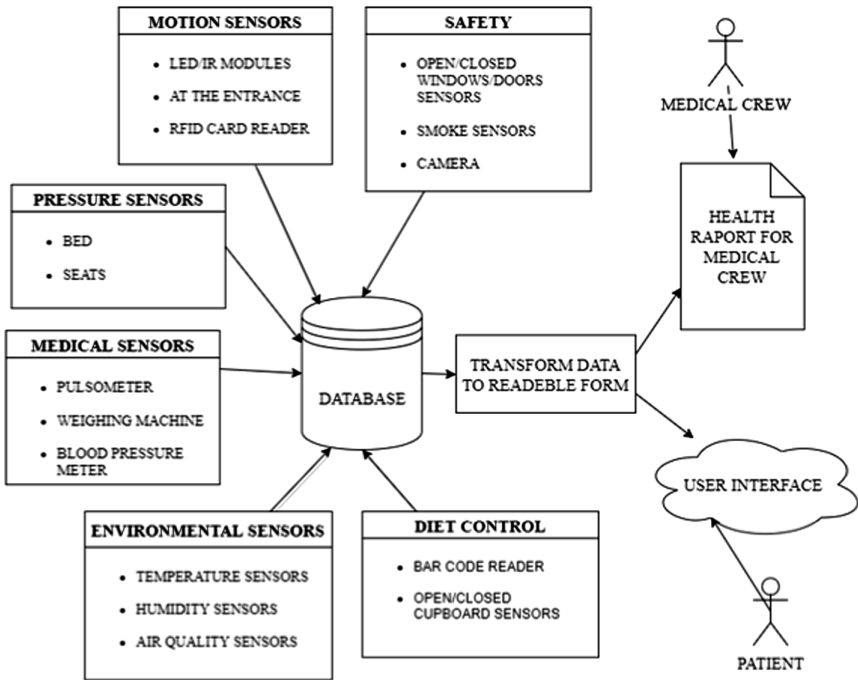 MOTION SENSORS
LED/IR MODULES
AT THE ENTRANCE
RFID CARD READER
SAFETY
OPEN/CLOSED
WINDOWS/DOORS
SENSORS
SMOKE SENSORS
CAMERA
MEDICAL CREW
HEALTH
RAPORT FOR
MEDICAL
CREW
PRESSURE SENSORS
BED
SEATS
MEDICAL SENSORS
PULSOMETER
WEIGHING MACHINE
BLOOD PRESSURE
METER
DATABASE
TRANSFORM DATA
TO READEBLE FORM
USER INTERFACE
ENVIRONMENTAL SENSORS
TEMPERATURE SENSORS
HUMIDITY SENSORS
AIR QUALITY SENSORS
DIET CONTROL
BAR CODE READER
OPEN/CLOSED
CUPBOARD SENSORS
PATIENT